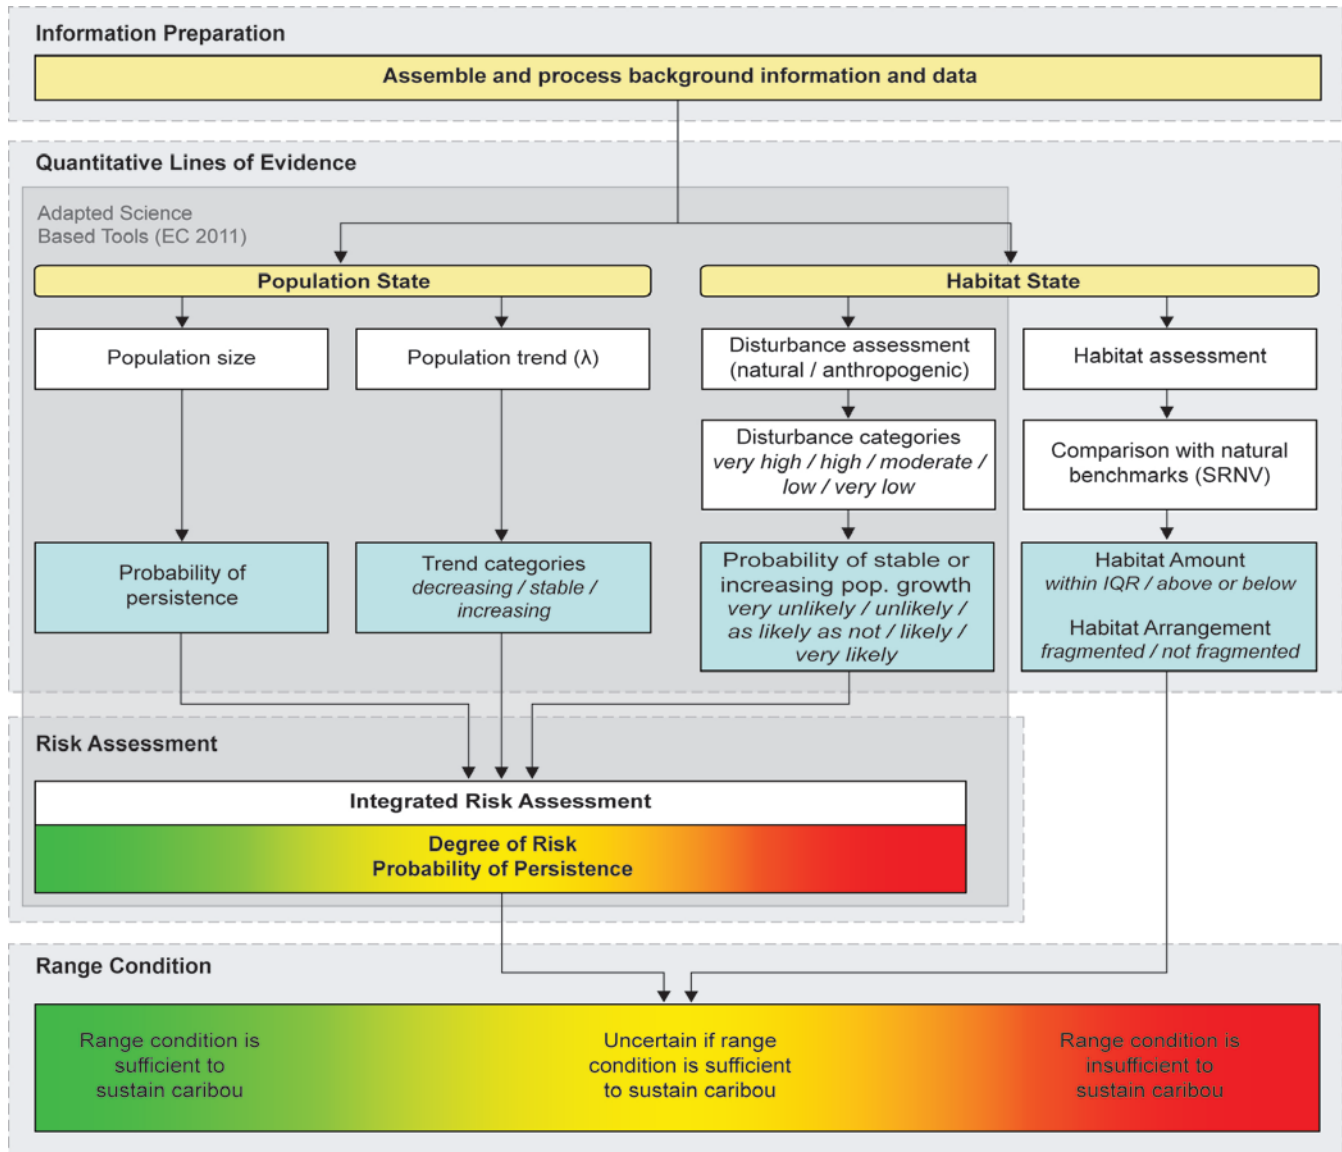 Information Preparation
Assemble and process background information and data
Quantitative Lines of Evidence
Adapted Science
Based Tools (EC 2011)
Population State
Habitat State
Population size
Population trend (λ)
Disturbance assessment
(natural / anthropogenic)
Habitat assessment
Disturbance categories
very high / high / moderate /
low / very low
Comparison with natural
benchmarks (SRNV)
Probability of
persistence
Trend categories
decreasing / stable /
increasing
Probability of stable or
increasing pop. growth
very unlikely / unlikely /
as likely as not / likely /
very likely
Habitat Amount
within IQR / above or below
Habitat Arrangement
fragmented / not fragmented
Risk Assessment
Integrated Risk Assessment
Degree of Risk
Probability of Persistence
Range Condition
Range condition is
sufficient to
sustain caribou
Uncertain if range
condition is sufficient
to sustain caribou
Range condition is
insufficient to
sustain caribou